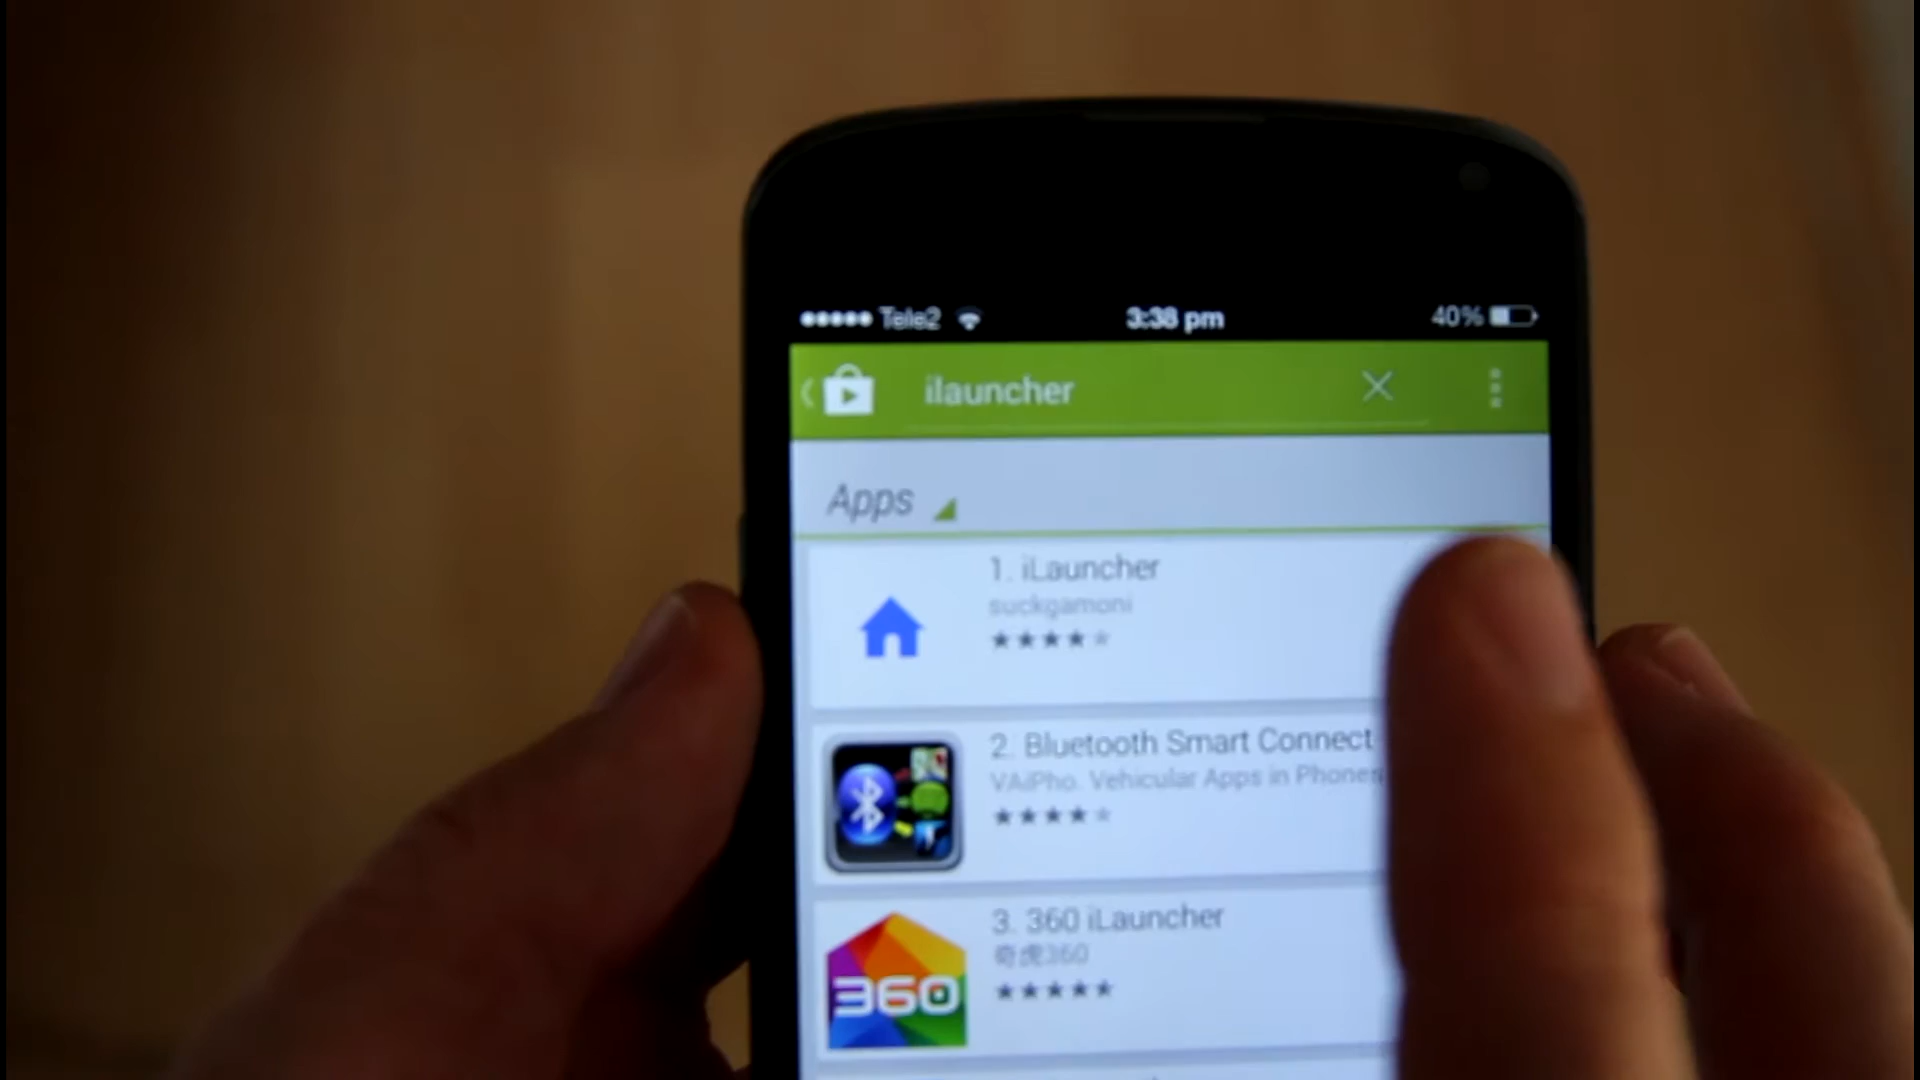 Tele2 3:38 pm 40%
ilauncher
Apps
1. iLauncher
suckgamoni
2. Bluetooth Smart Connect
VAiPho. Vehicular Apps in Phones
3. 360 iLauncher
奇虎360
360